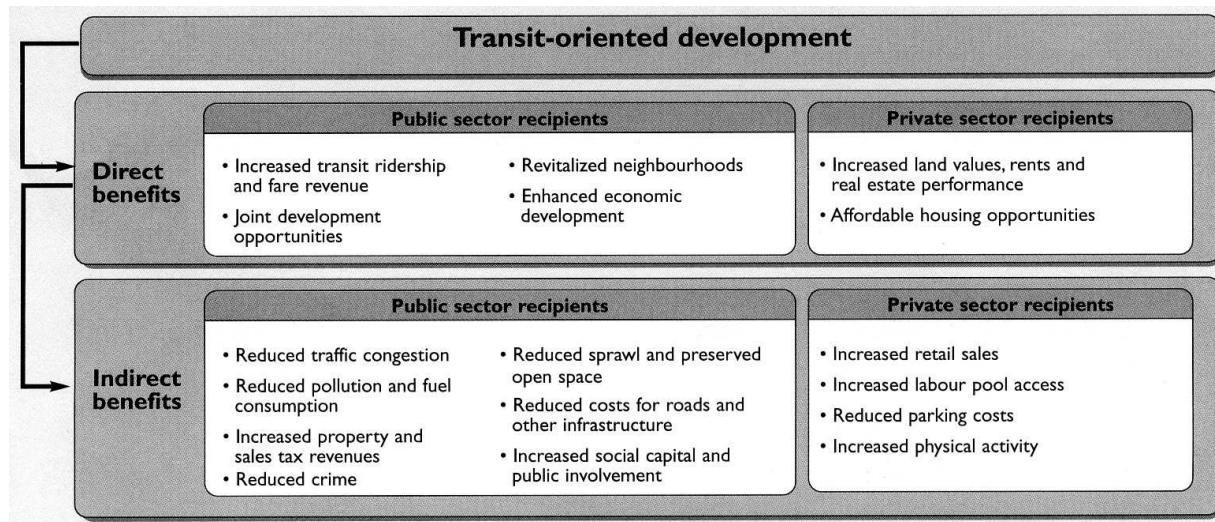 Transit-oriented development
Direct
benefits
Public sector recipients
• Increased transit ridership
and fare revenue
• Joint development
opportunities
• Revitalized neighbourhoods
• Enhanced economic
development
Private sector recipients
• Increased land values, rents and
real estate performance
• Affordable housing opportunities
Indirect
benefits
Public sector recipients
• Reduced traffic congestion
• Reduced pollution and fuel
consumption
• Increased property and
sales tax revenues
• Reduced crime
• Reduced sprawl and preserved
open space
• Reduced costs for roads and
other infrastructure
• Increased social capital and
public involvement
Private sector recipients
• Increased retail sales
• Increased labour pool access
• Reduced parking costs
• Increased physical activity